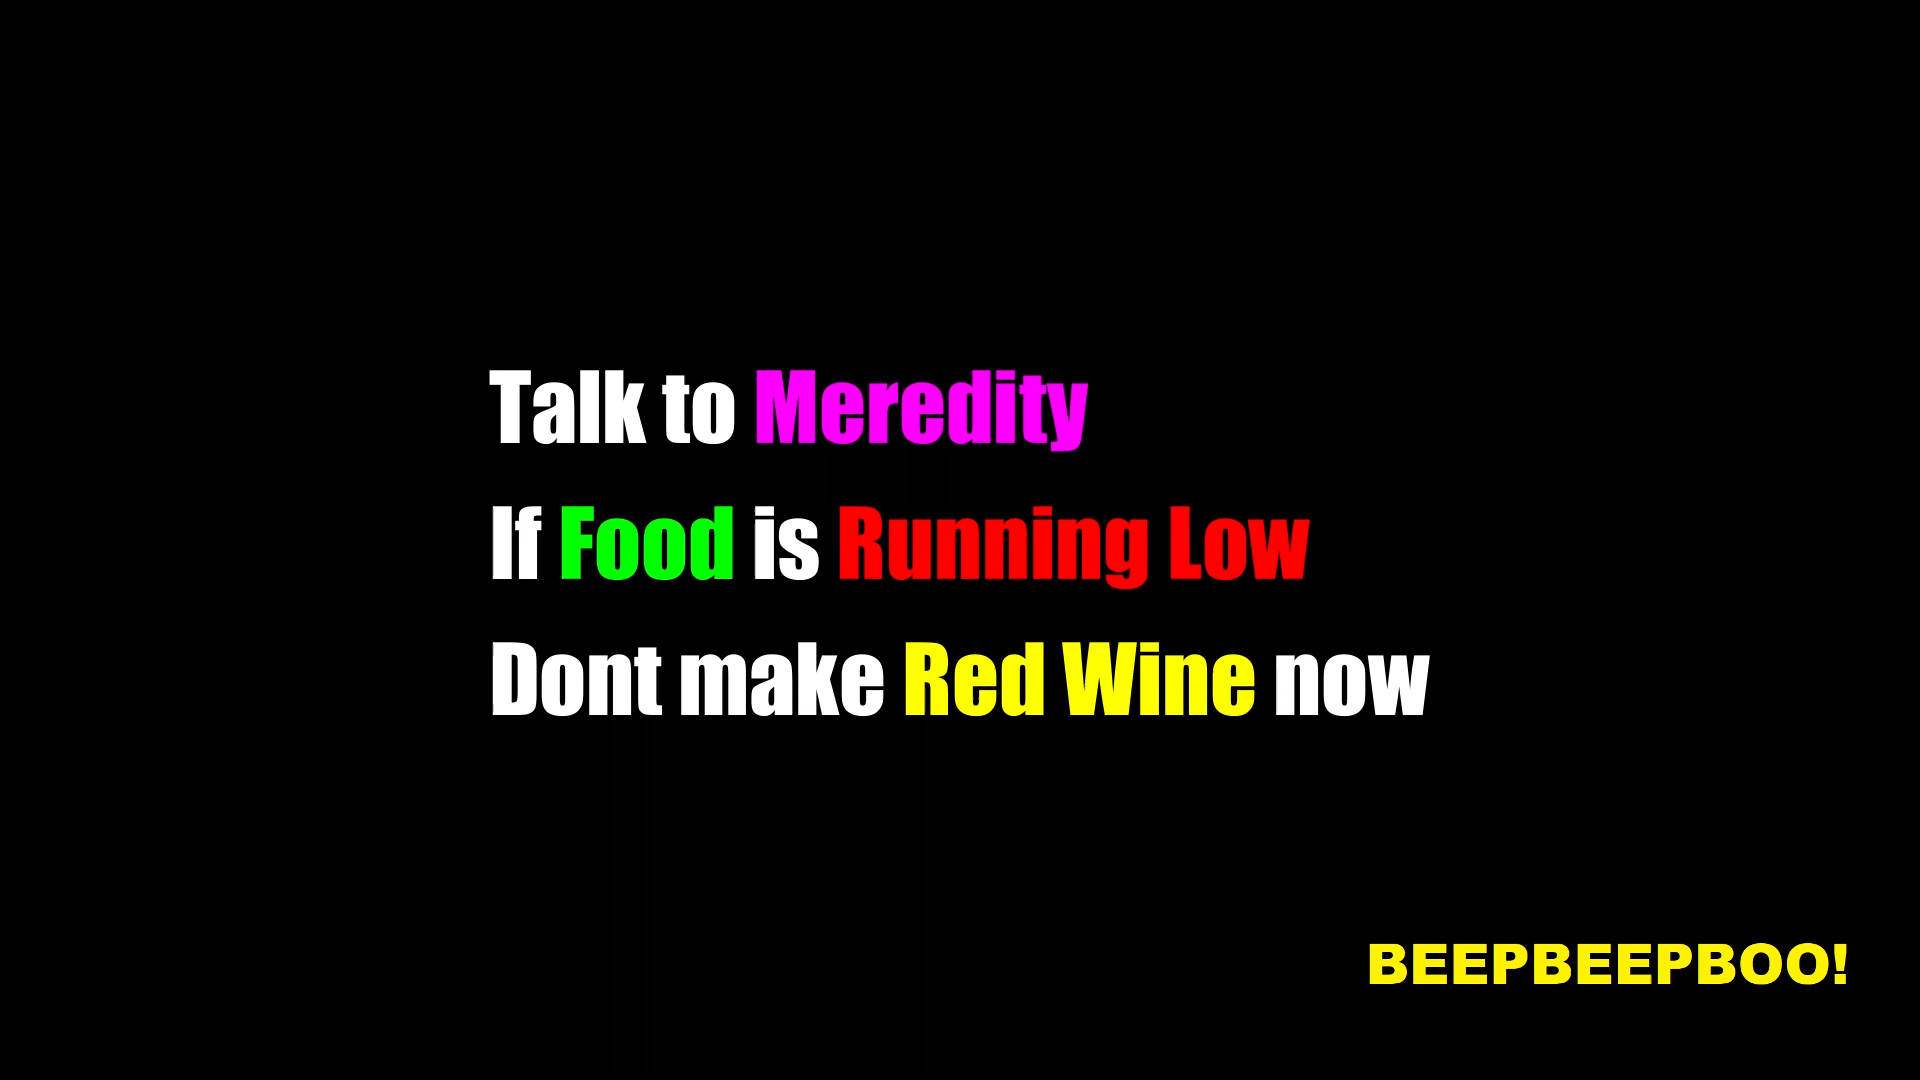 Talk to Meredity
If Food is Running Low
Dont make Red Wine now
BEEPBEEPBOO!